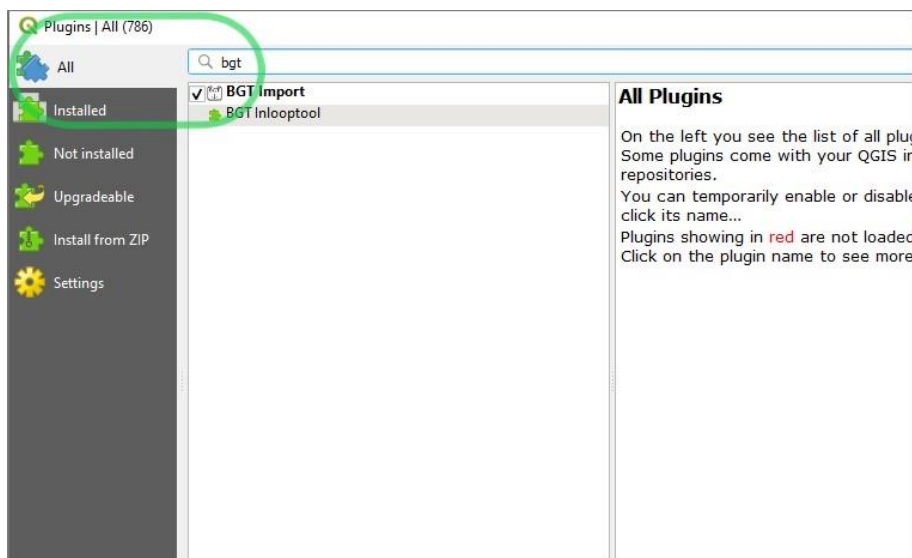 Plugins | All (786)
All
Installed
Not installed
Upgradeable
Install from ZIP
Settings
bgt
BGT Import
BGT Inlooptool
All Plugins
On the left you see the list of all plu
Some plugins come with your QGIS in
repositories.
You can temporarily enable or disable
click its name...
Plugins showing in red are not loaded
Click on the plugin name to see more